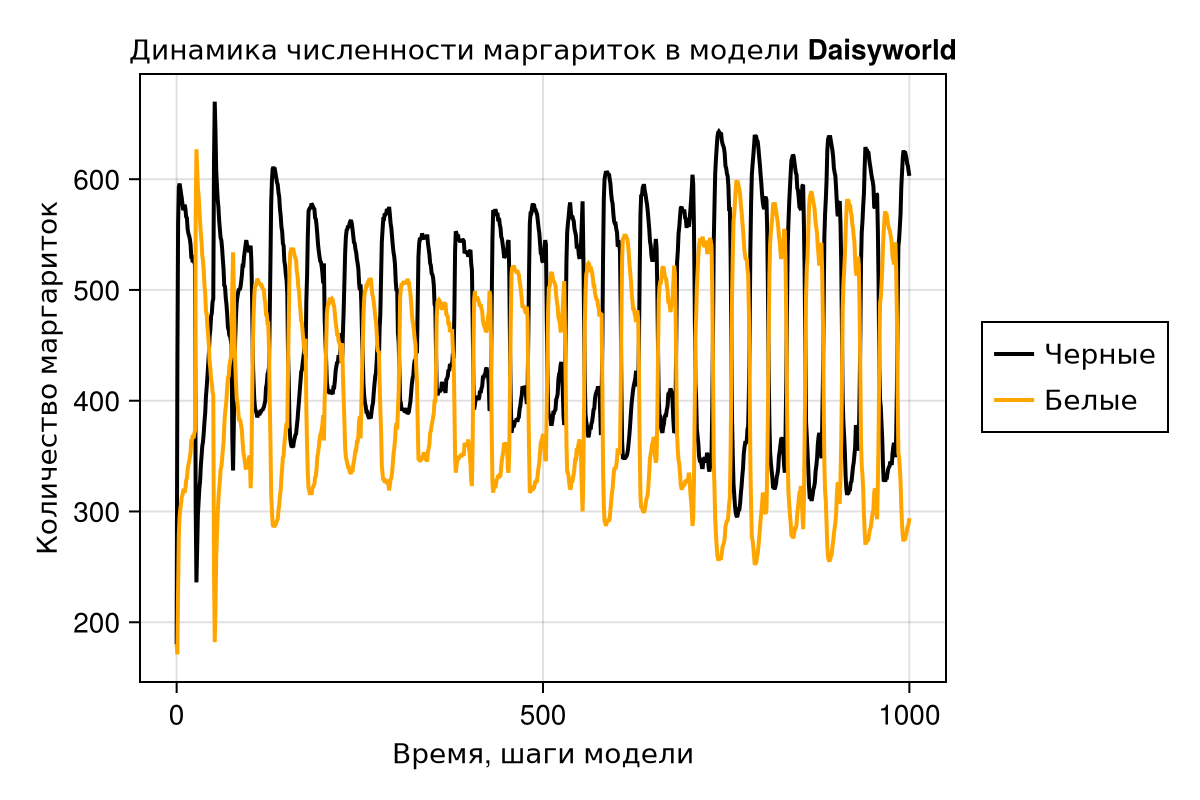 Динамика численности маргариток в модели Daisyworld
Количество маргариток
600
500
400
300
200
0
500
1000
Время, шаги модели
Черные
Белые